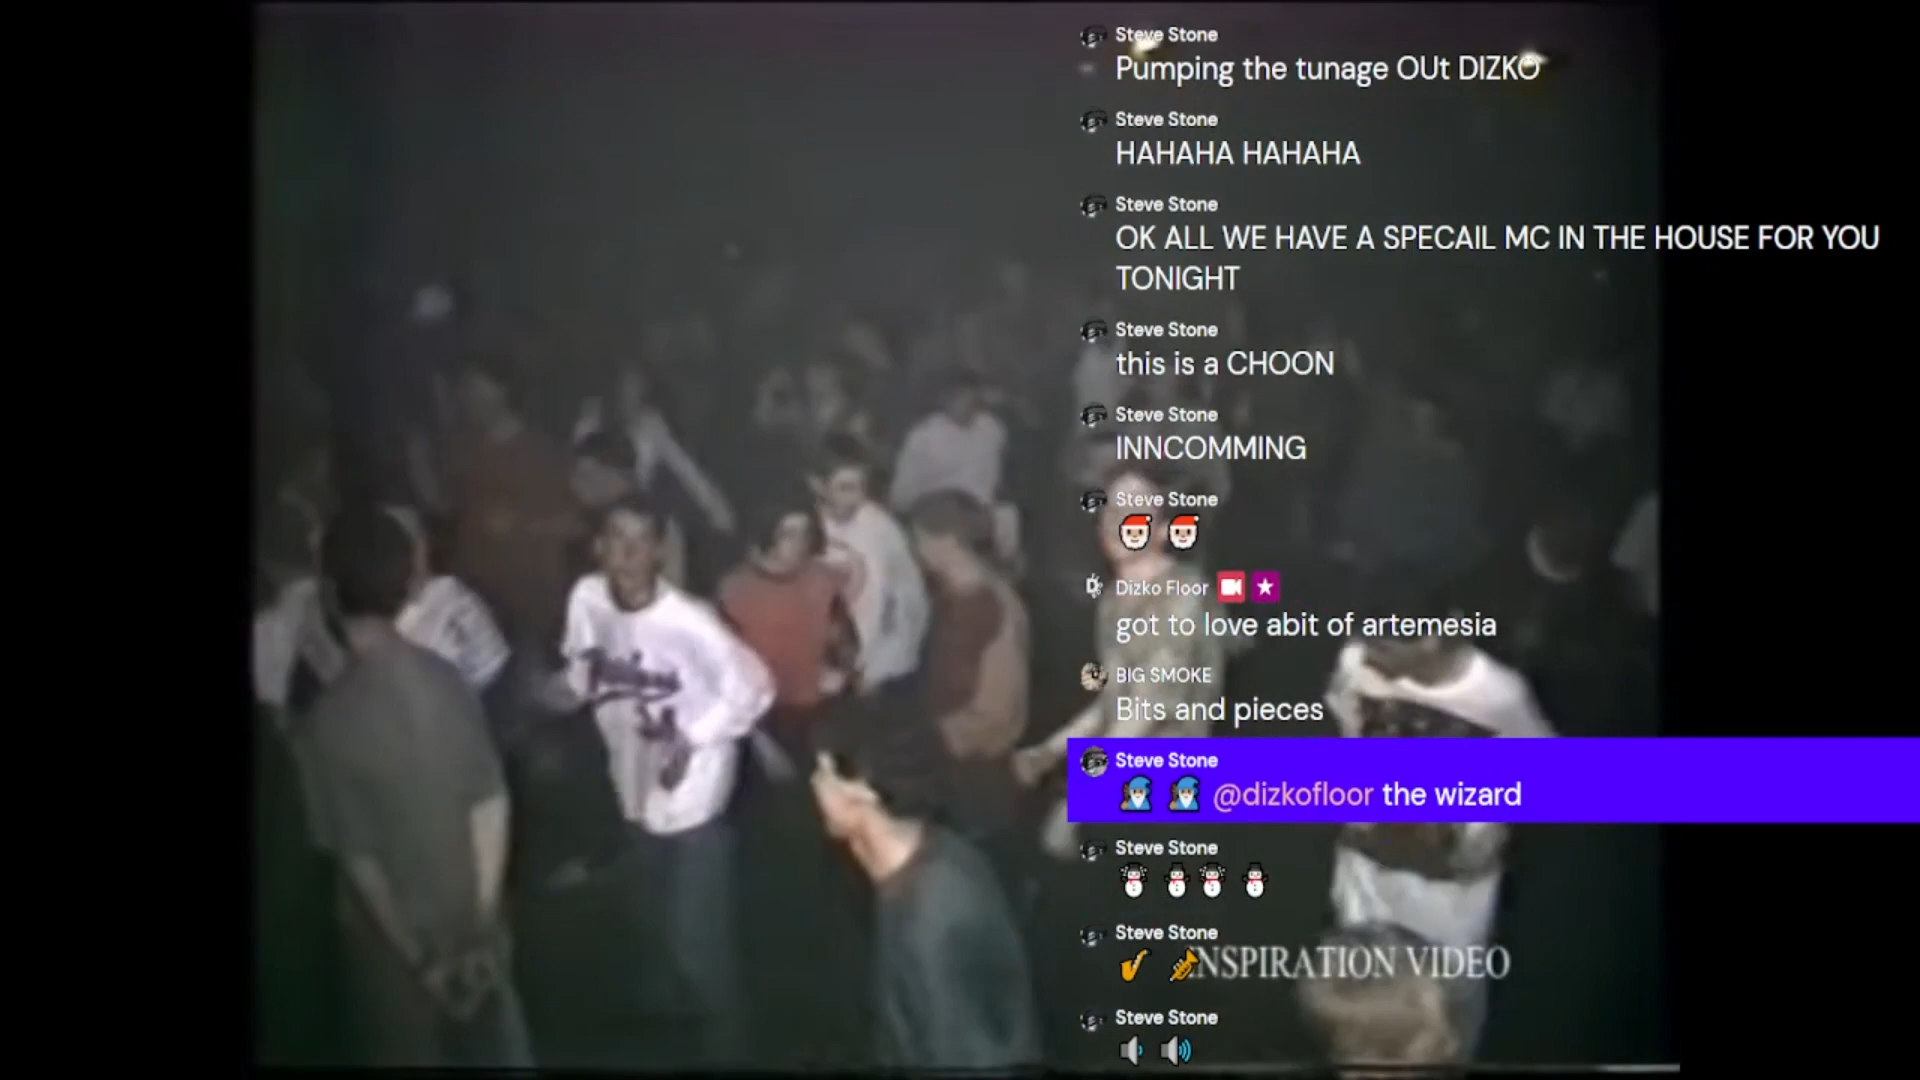 Steve Stone
Pumping the tunage OUt DIZKO
Steve Stone
HAHAHA HAHAHA
Steve Stone
OK ALL WE HAVE A SPECAIL MC IN THE HOUSE FOR YOU
TONIGHT
Steve Stone
this is a CHOON
Steve Stone
INNCOMMING
Steve Stone
🎅🏼 🎅🏼
Dizko Floor
got to love abit of artemesia
BIG SMOKE
Bits and pieces
Steve Stone
🧙‍♂️ 🧙‍♂️ @dizkofloor the wizard
Steve Stone
☃️ ⛄ ☃️ ⛄
Steve Stone
🎷 🎺
INSPIRATION VIDEO
Steve Stone
🔉 🔊